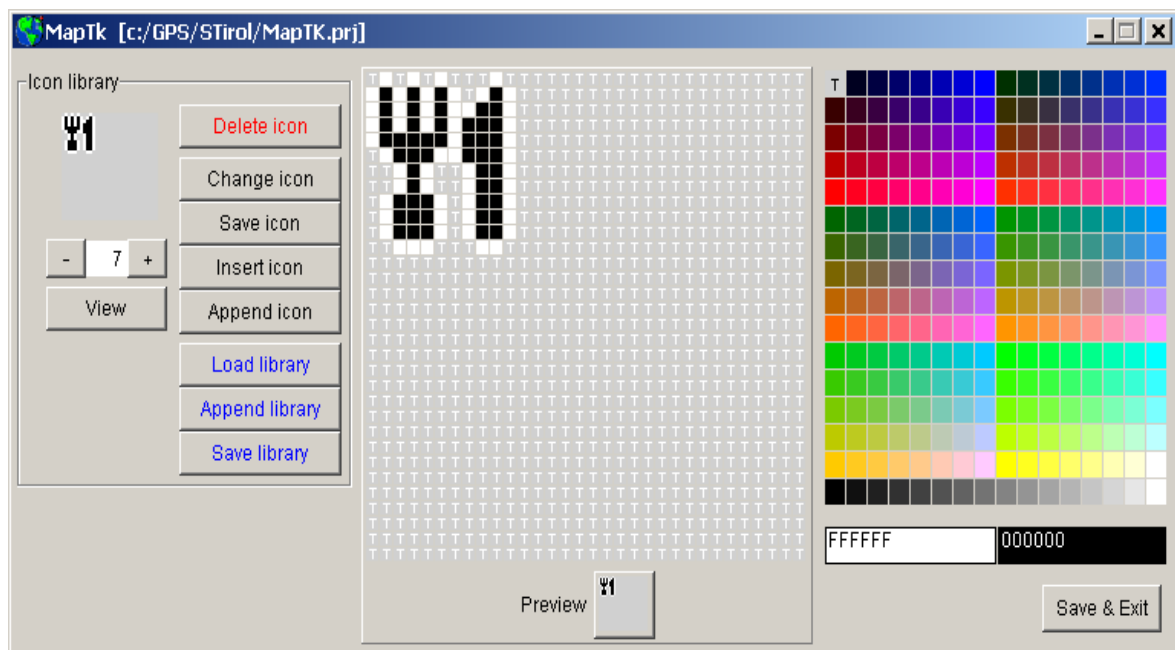 MapTk [c:/GPS/STirol/MapTK.prj]
Icon library
Delete icon
Change icon
Save icon
- 7 +
Insert icon
View
Append icon
Load library
Append library
Save library
T
FFFFFF
000000
Preview
Save & Exit